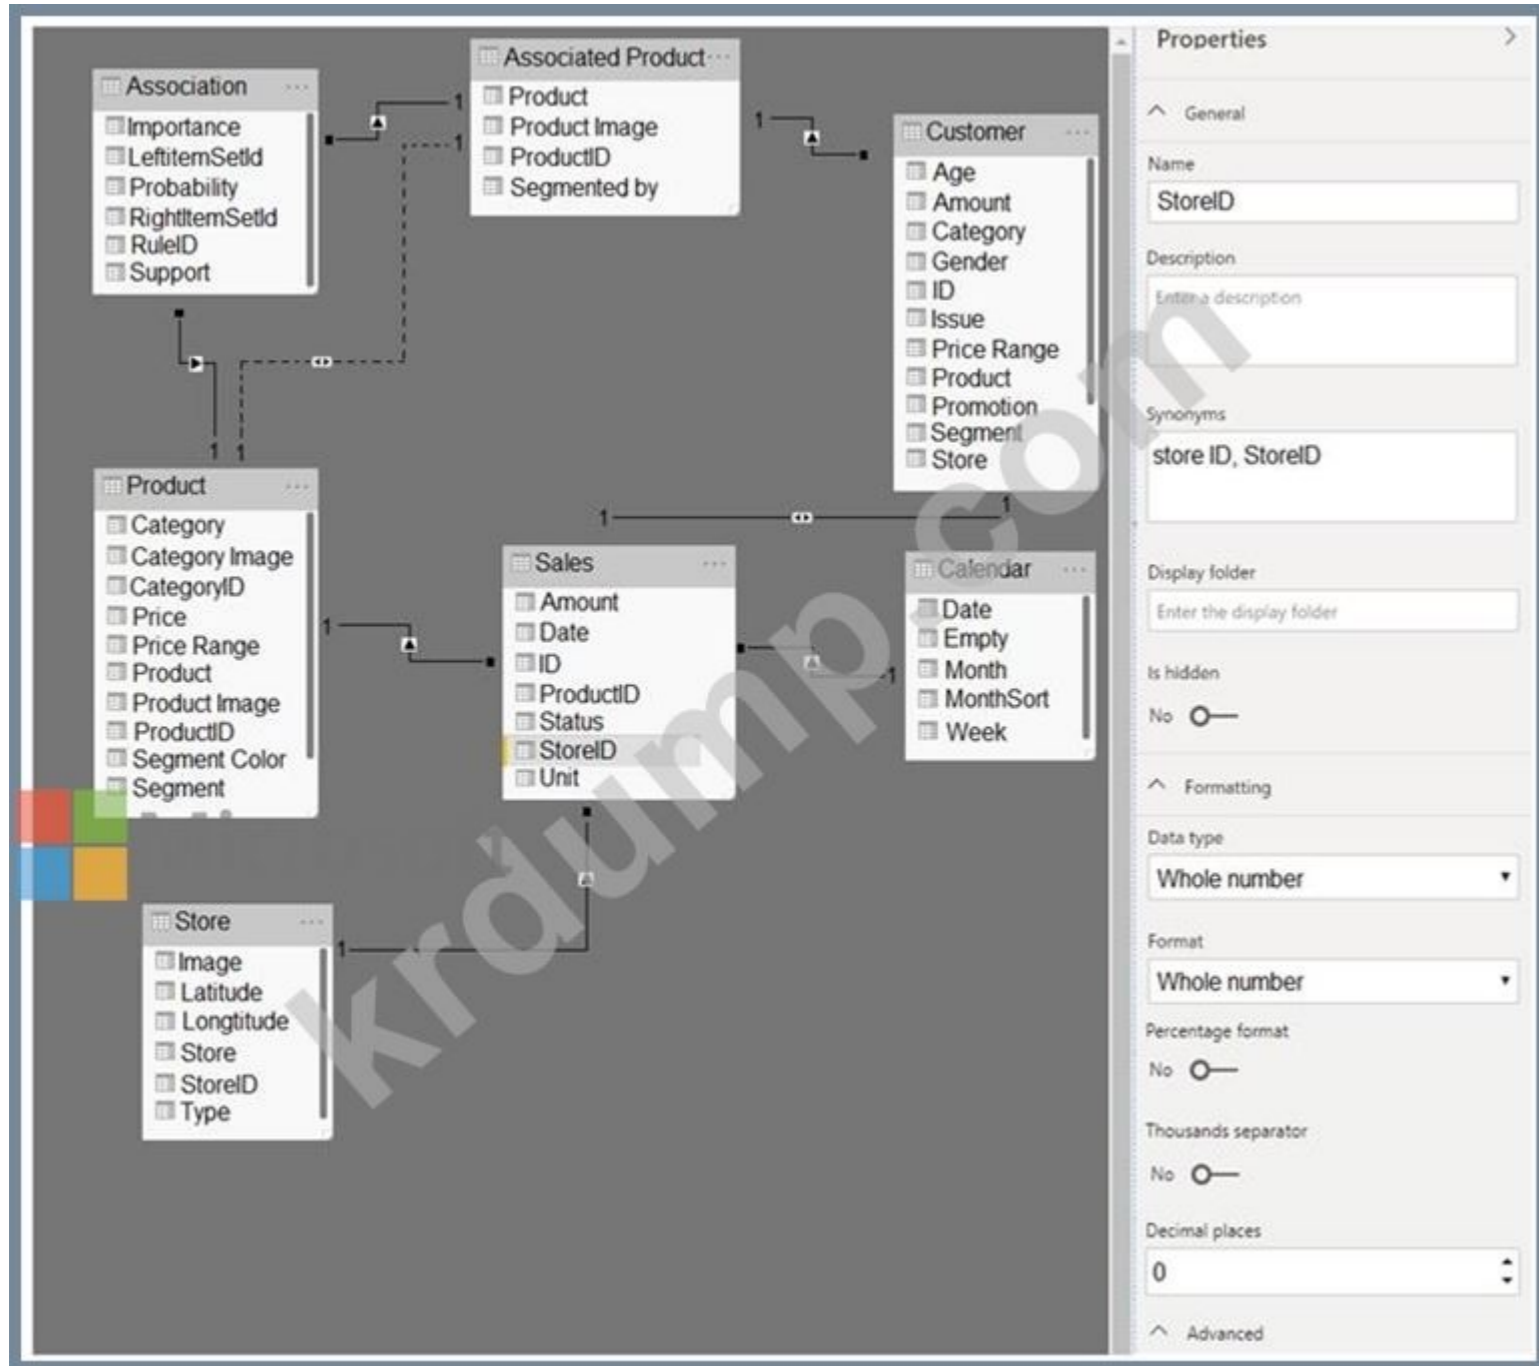 Association
Importance
LeftitemSetId
Probability
RightItemSetId
RuleID
Support
Associated Product
Product
Product Image
ProductID
Segmented by
Customer
Age
Amount
Category
Gender
ID
Issue
Price Range
Product
Promotion
Segment
Store
1
1
1
1
1
Product
Category
Category Image
CategoryID
Price
Price Range
Product
Product Image
ProductID
Segment Color
Segment
1
1
1
Sales
Amount
Date
ID
ProductID
Status
StoreID
Unit
Calendar
Date
Empty
Month
MonthSort
Week
1
Store
Image
Latitude
Longtitude
Store
StoreID
Type
1
krdump.com
Properties
General
Name
StoreID
Description
Enter a description
Synonyms
store ID, StoreID
Display folder
Enter the display folder
Is hidden
No
Formatting
Data type
Whole number
Format
Whole number
Percentage format
No
Thousands separator
No
Decimal places
0
Advanced